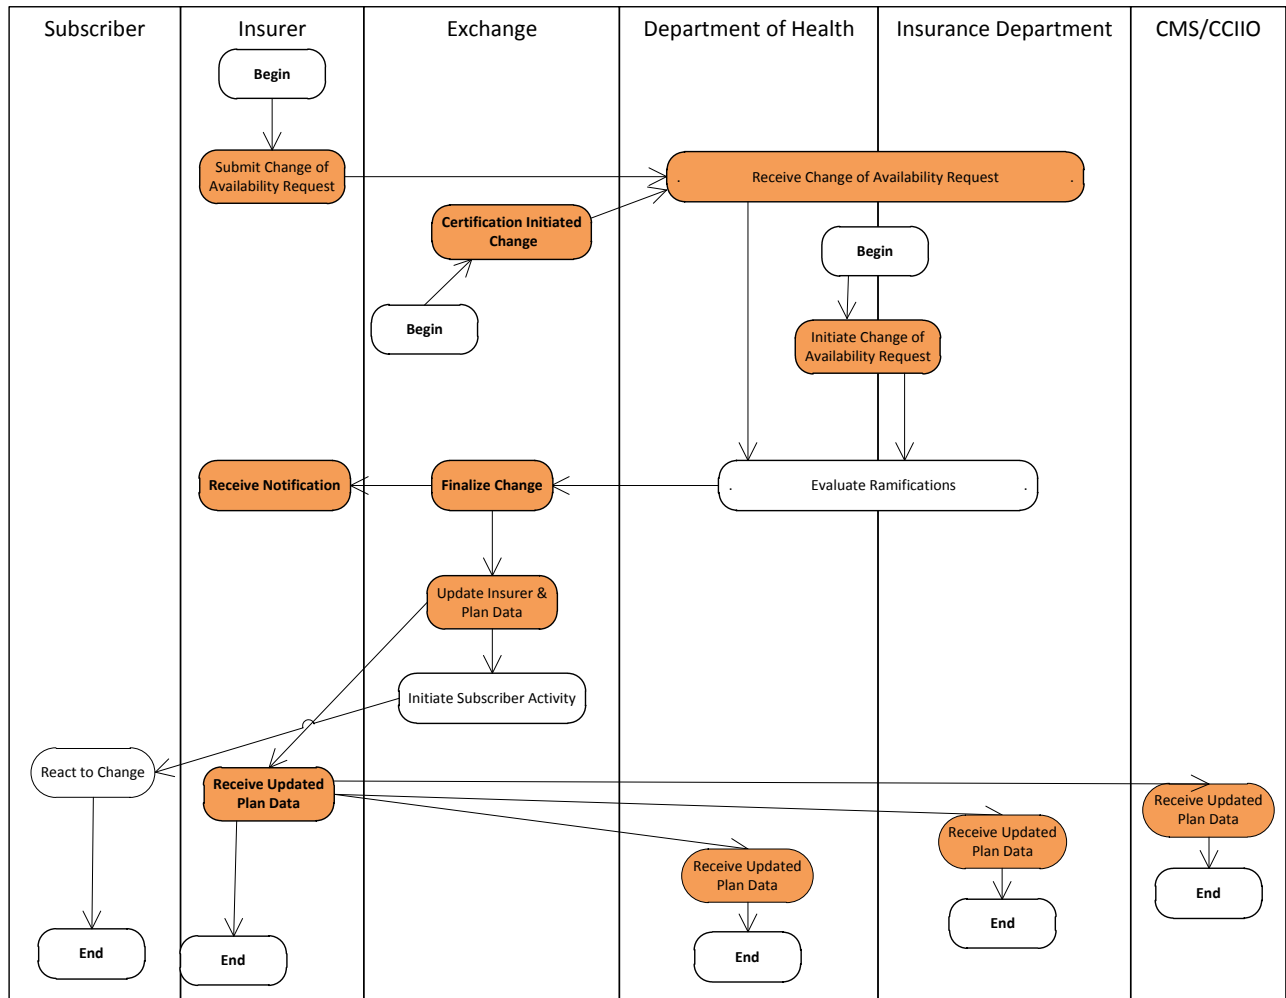 Subscriber
Insurer
Exchange
Department of Health
Insurance Department
CMS/CCIIO
Begin
Submit Change of
Availability Request
. Receive Change of Availability Request .
Certification Initiated
Change
Begin
Begin
Initiate Change of
Availability Request
Receive Notification
Finalize Change
. Evaluate Ramifications .
Update Insurer &
Plan Data
Initiate Subscriber Activity
React to Change
Receive Updated
Plan Data
Receive Updated
Plan Data
Receive Updated
Plan Data
Receive Updated
Plan Data
End
End
End
End
End